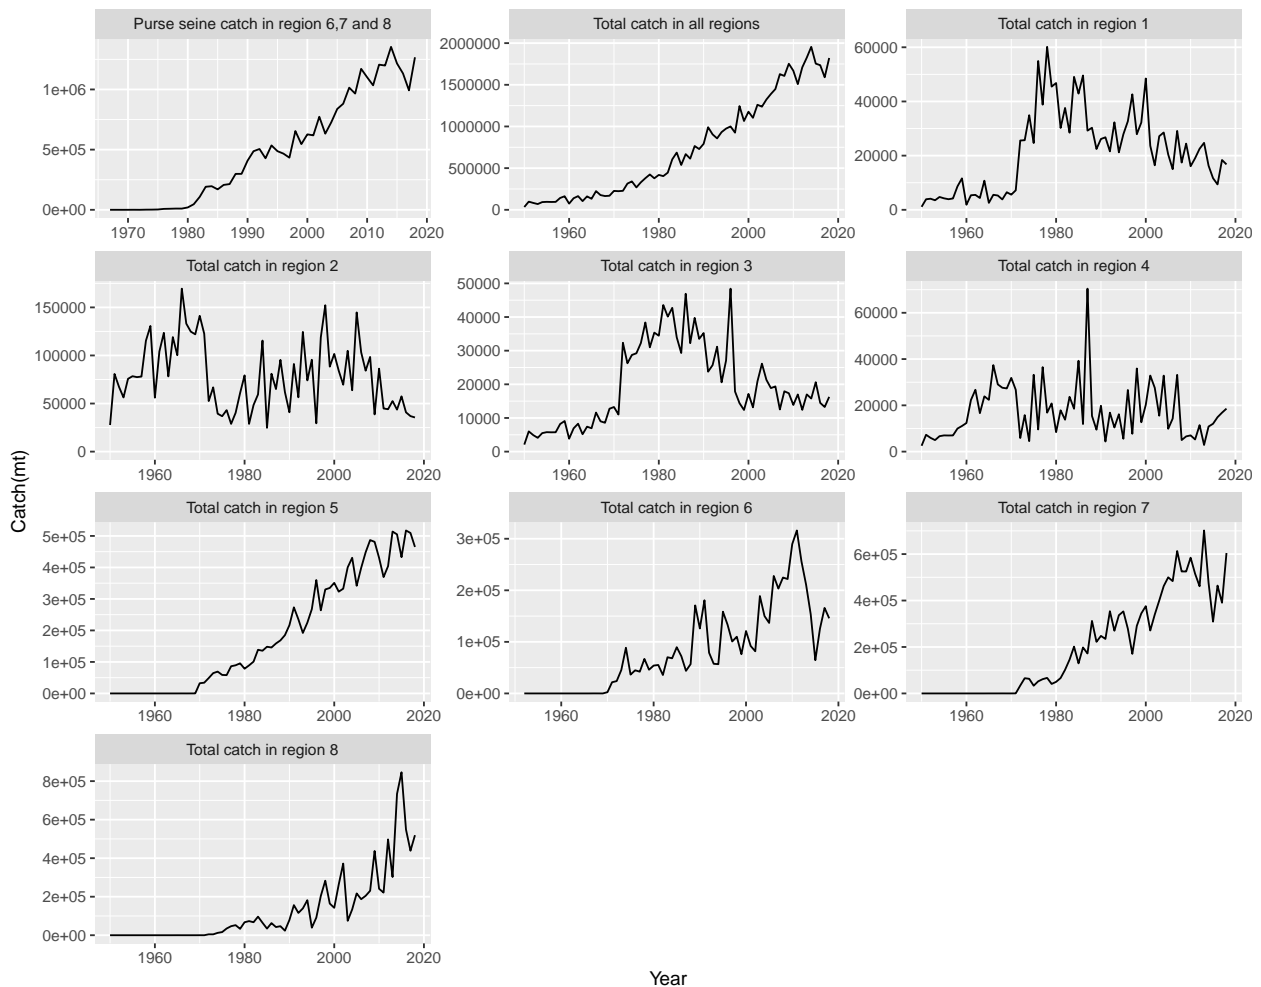 Purse seine catch in region 6,7 and 8
Total catch in all regions
Total catch in region 1
1e+06
5e+05
0e+00
1970 1980 1990 2000 2010 2020
2000000
1500000
1000000
500000
0
1960 1980 2000 2020
60000
40000
20000
0
1960 1980 2000 2020
Total catch in region 2
Total catch in region 3
Total catch in region 4
150000
100000
50000
0
1960 1980 2000 2020
50000
40000
30000
20000
10000
0
1960 1980 2000 2020
60000
40000
20000
0
1960 1980 2000 2020
Catch(mt)
Total catch in region 5
Total catch in region 6
Total catch in region 7
5e+05
4e+05
3e+05
2e+05
1e+05
0e+00
1960 1980 2000 2020
3e+05
2e+05
1e+05
0e+00
1960 1980 2000 2020
6e+05
4e+05
2e+05
0e+00
1960 1980 2000 2020
Total catch in region 8
8e+05
6e+05
4e+05
2e+05
0e+00
1960 1980 2000 2020
Year